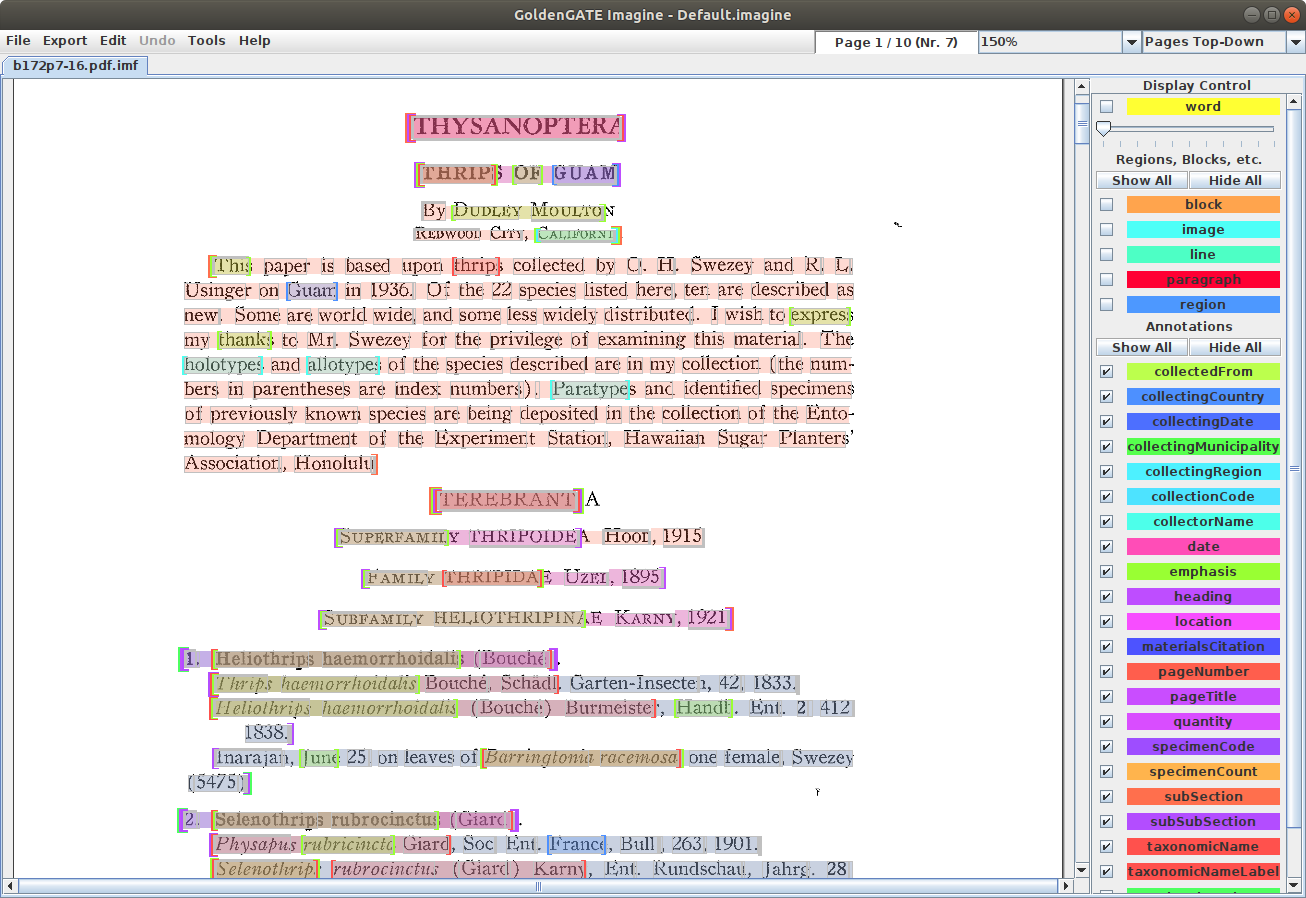 GoldenGATE Imagine - Default.imagine
File Export Edit Undo Tools Help
Page 1 / 10 (Nr. 7) 150% Pages Top-Down
b172p7-16.pdf.imf
THYSANOPTERA
THRIPS OF GUAM
By Dudley Moulton
Redwood City, Californi
This paper is based upon thrips collected by O. H. Swezey and R. L.
Usinger on Guam in 1936. Of the 22 species listed here, ten are described as
new. Some are world wide, and some less widely distributed. I wish to express
my thanks to Mr. Swezey for the privilege of examining this material. The
holotypes and allotypes of the species described are in my collection (the num-
bers in parentheses are index numbers). Paratypes and identified specimens
of previously known species are being deposited in the collection of the Ento-
mology Department of the Experiment Station, Hawaiian Sugar Planters'
Association, Honolulu
TEREBRANT A
Superfamily THRIPOIDEA Hood, 1915
Family THRIPIDAE Uzel, 1895
Subfamily HELIOTHRIPINAE Karny, 1921
1. Heliothrips haemorrhoidalis (Bouché).
Thrips haemorrhoidalis Bouché, Schadl. Garten-Insecten, 42, 1833.
Heliothrips haemorrhoidalis (Bouché) Burmeister, Handb. Ent. 2 412
1838.
Inarajan, June 25, on leaves of Barringtonia racemosa, one female, Swezey
(5475)
2. Selenothrips rubrocinctus (Giard).
Physapus rubricincta Giard, Soc. Ent. France, Bull., 263, 1901.
Selenothrips rubrocinctus (Giard) Karny, Ent. Rundschau, Jahrg. 28
Display Control
word
Regions, Blocks, etc.
Show All Hide All
block
image
line
paragraph
region
Annotations
Show All Hide All
collectedFrom
collectingCountry
collectingDate
collectingMunicipality
collectingRegion
collectionCode
collectorName
date
emphasis
heading
location
materialsCitation
pageNumber
pageTitle
quantity
specimenCode
specimenCount
subSection
subSubSection
taxonomicName
taxonomicNameLabel